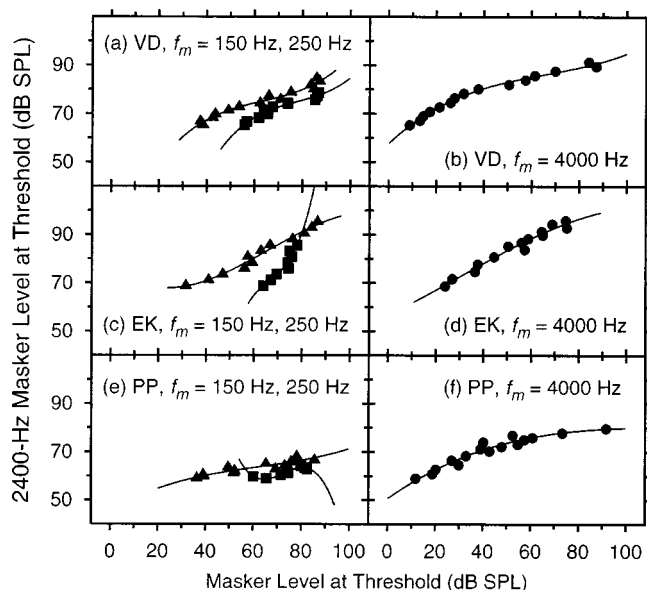 2400-Hz Masker Level at Threshold (dB SPL)
90
70
50
(a) VD, fm = 150 Hz, 250 Hz
(b) VD, fm = 4000 Hz
90
70
50
(c) EK, fm = 150 Hz, 250 Hz
(d) EK, fm = 4000 Hz
90
70
50
(e) PP, fm = 150 Hz, 250 Hz
(f) PP, fm = 4000 Hz
0 20 40 60 80 100
0 20 40 60 80 100
Masker Level at Threshold (dB SPL)